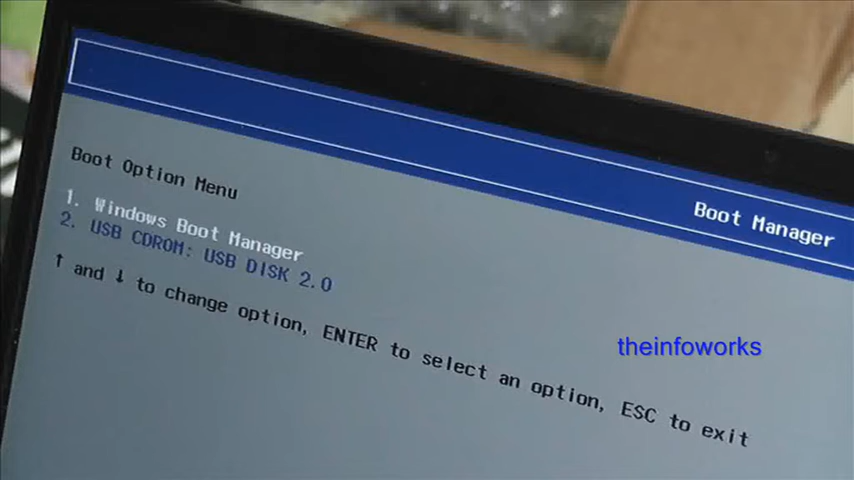 Boot Manager
Boot Option Menu
1. Windows Boot Manager
2. USB CDROM: USB DISK 2.0
↑ and ↓ to change option, ENTER to select an option, ESC to exit
theinfoworks